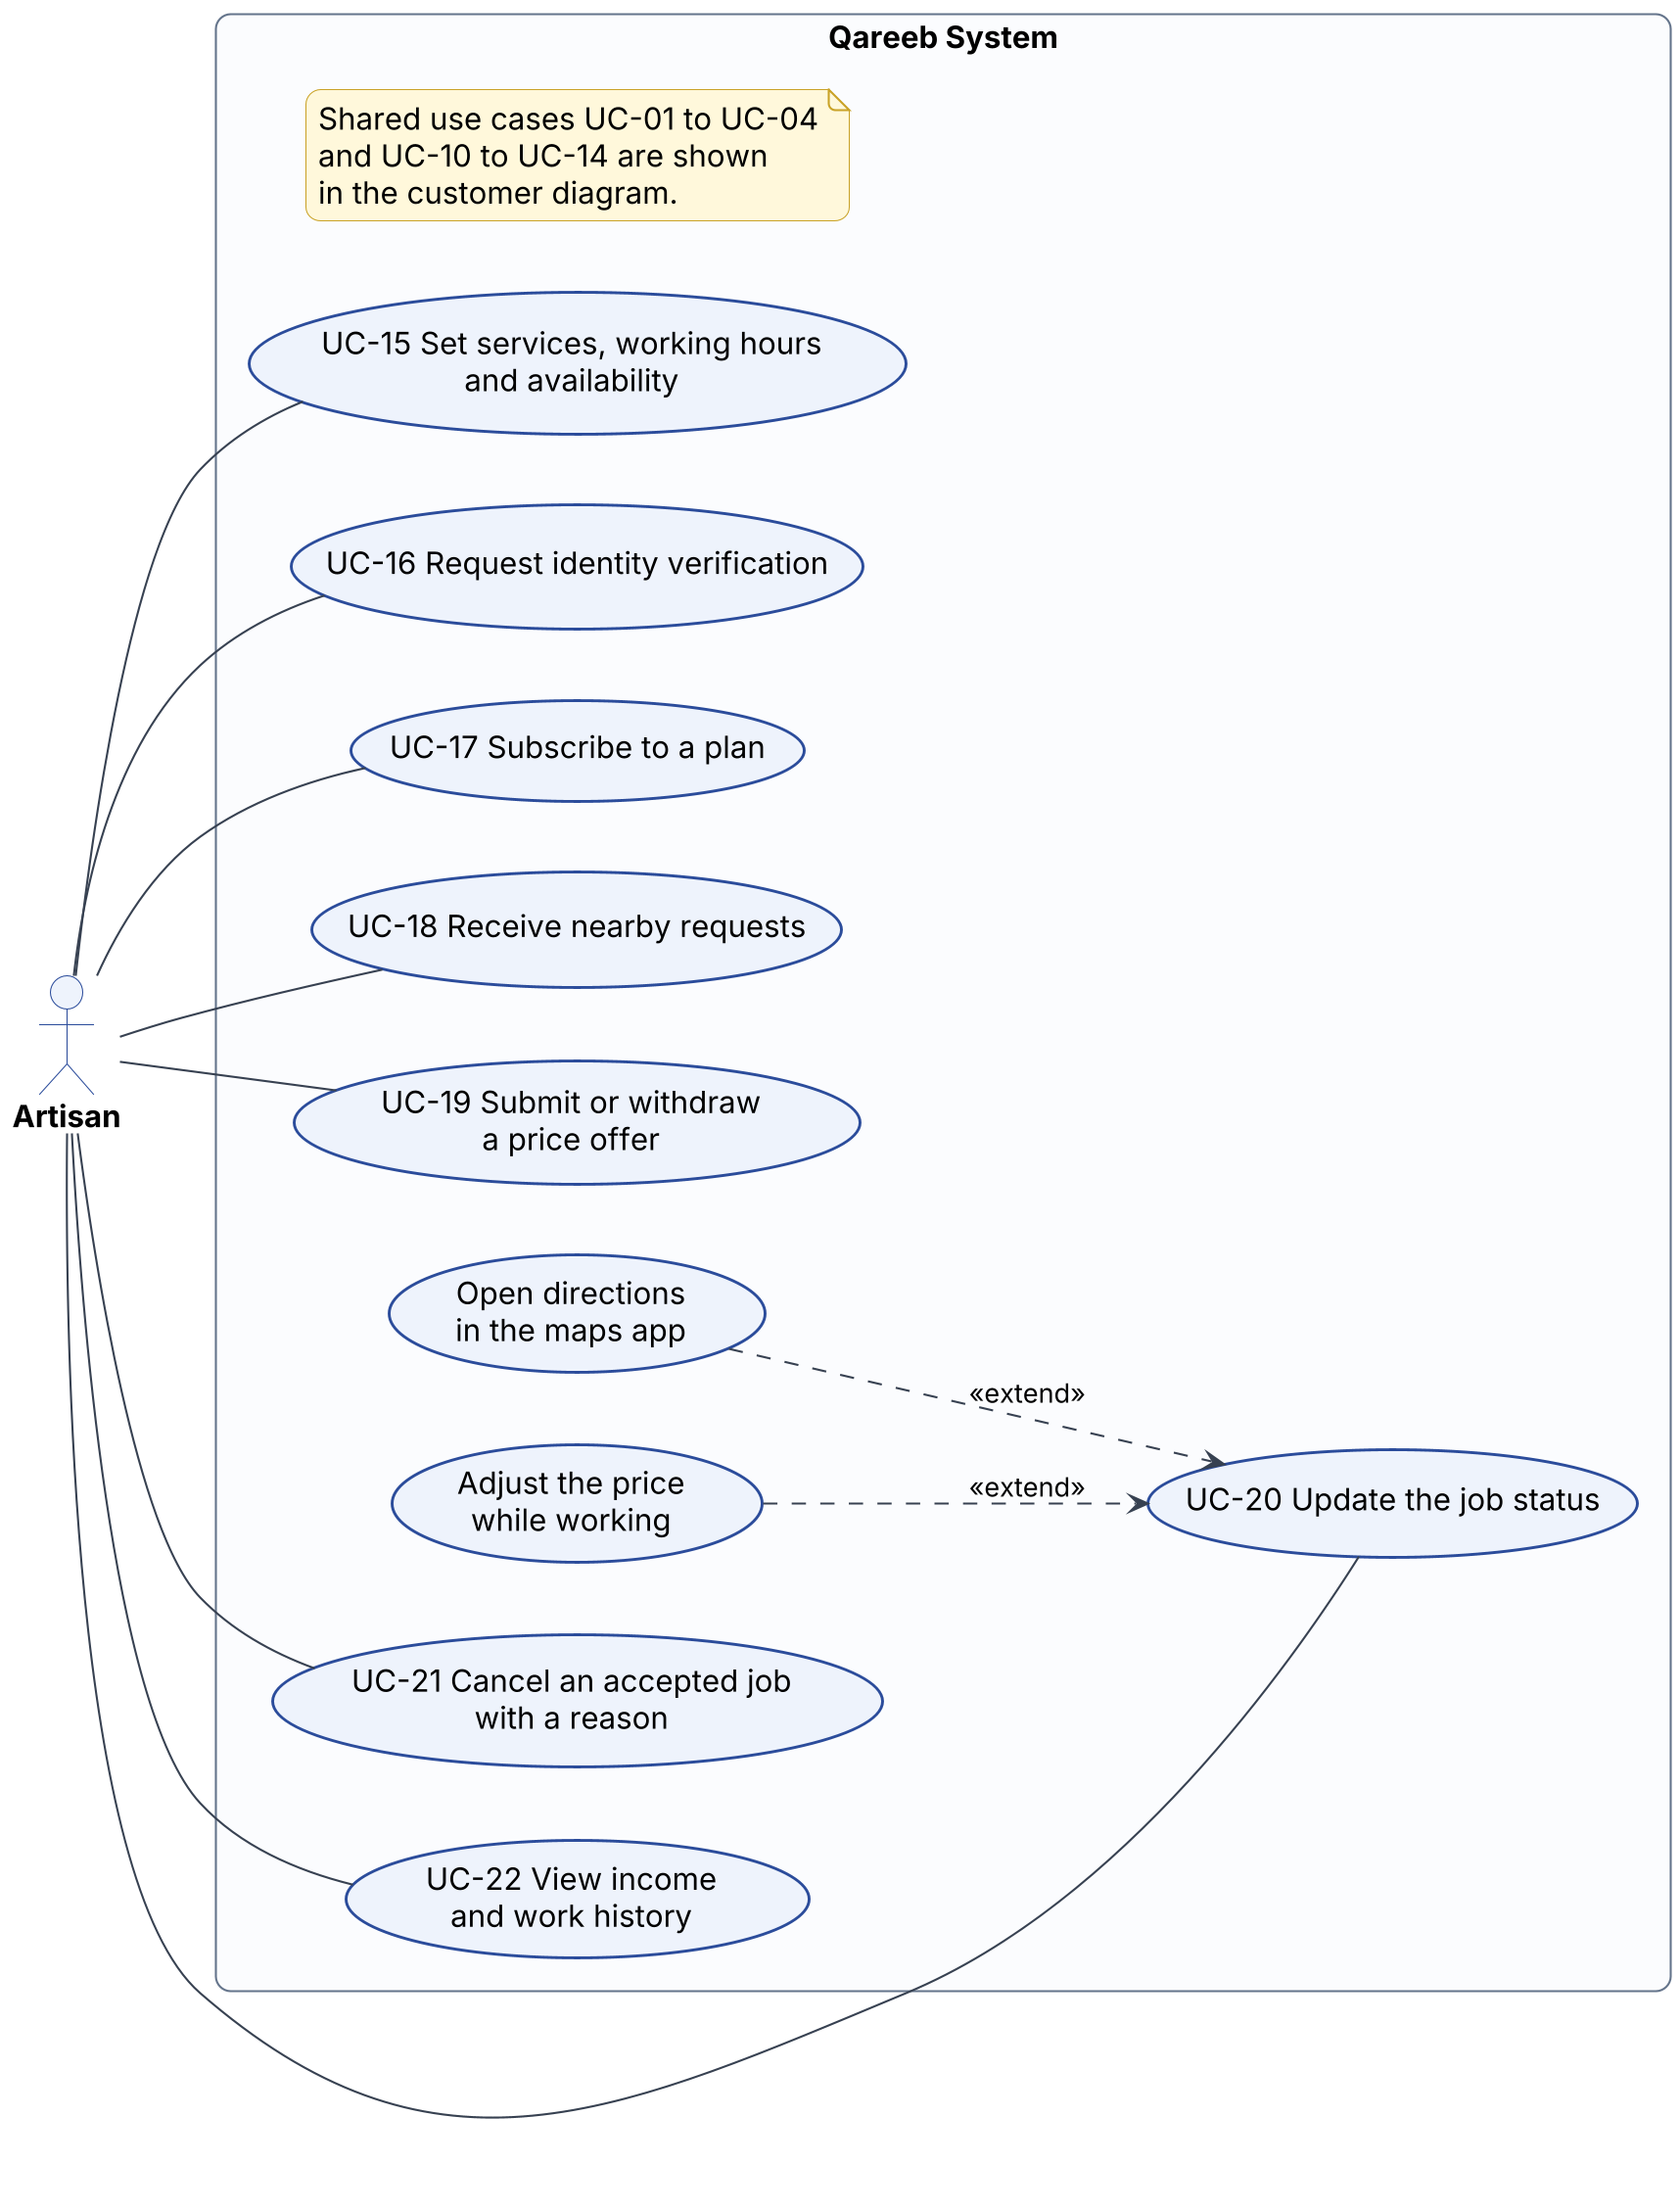 Qareeb System
Shared use cases UC-01 to UC-04
and UC-10 to UC-14 are shown
in the customer diagram.
UC-15 Set services, working hours
and availability
UC-16 Request identity verification
UC-17 Subscribe to a plan
UC-18 Receive nearby requests
Artisan
UC-19 Submit or withdraw
a price offer
Open directions
in the maps app
«extend»
Adjust the price
while working
«extend»
UC-20 Update the job status
UC-21 Cancel an accepted job
with a reason
UC-22 View income
and work history